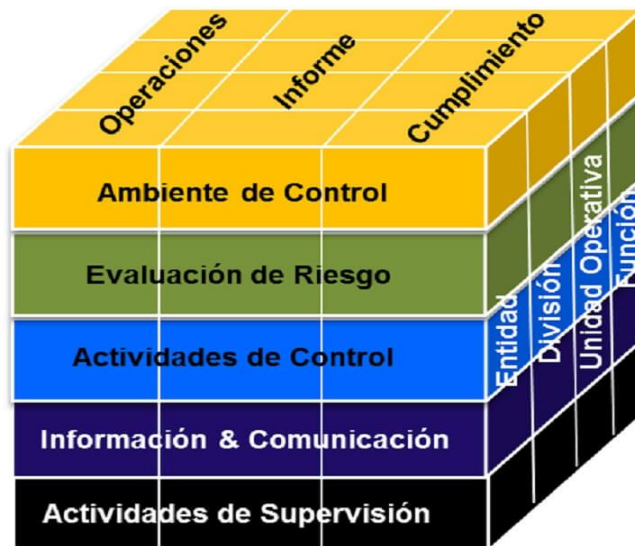 Operaciones
Informe
Cumplimiento
Ambiente de Control
Evaluación de Riesgo
Actividades de Control
Información & Comunicación
Actividades de Supervisión
Entidad
División
Unidad Operativa
Función